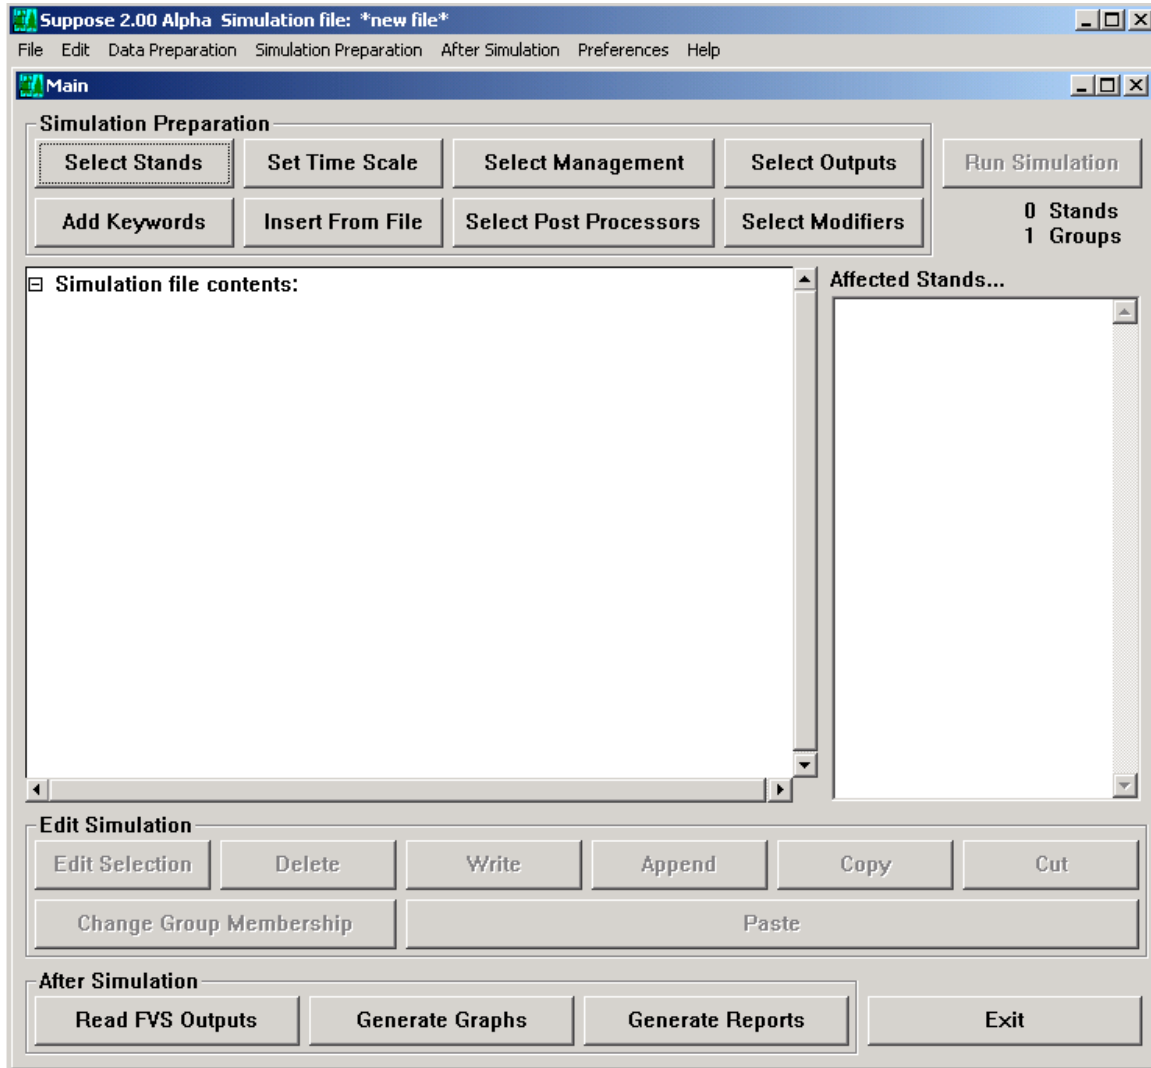 Suppose 2.00 Alpha Simulation file: *new file*
File Edit Data Preparation Simulation Preparation After Simulation Preferences Help
Main
Simulation Preparation
Select Stands Set Time Scale Select Management Select Outputs Run Simulation
Add Keywords Insert From File Select Post Processors Select Modifiers
0 Stands
1 Groups
Simulation file contents:
Affected Stands...
Edit Simulation
Edit Selection Delete Write Append Copy Cut
Change Group Membership Paste
After Simulation
Read FVS Outputs Generate Graphs Generate Reports Exit